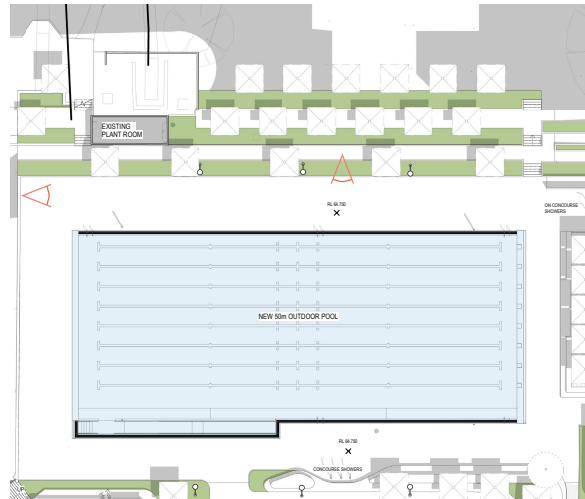 EXISTING
PLANT ROOM
RL 64.750
ON CONCOURSE
SHOWERS
NEW 50m OUTDOOR POOL
RL 64.750
CONCOURSE SHOWERS